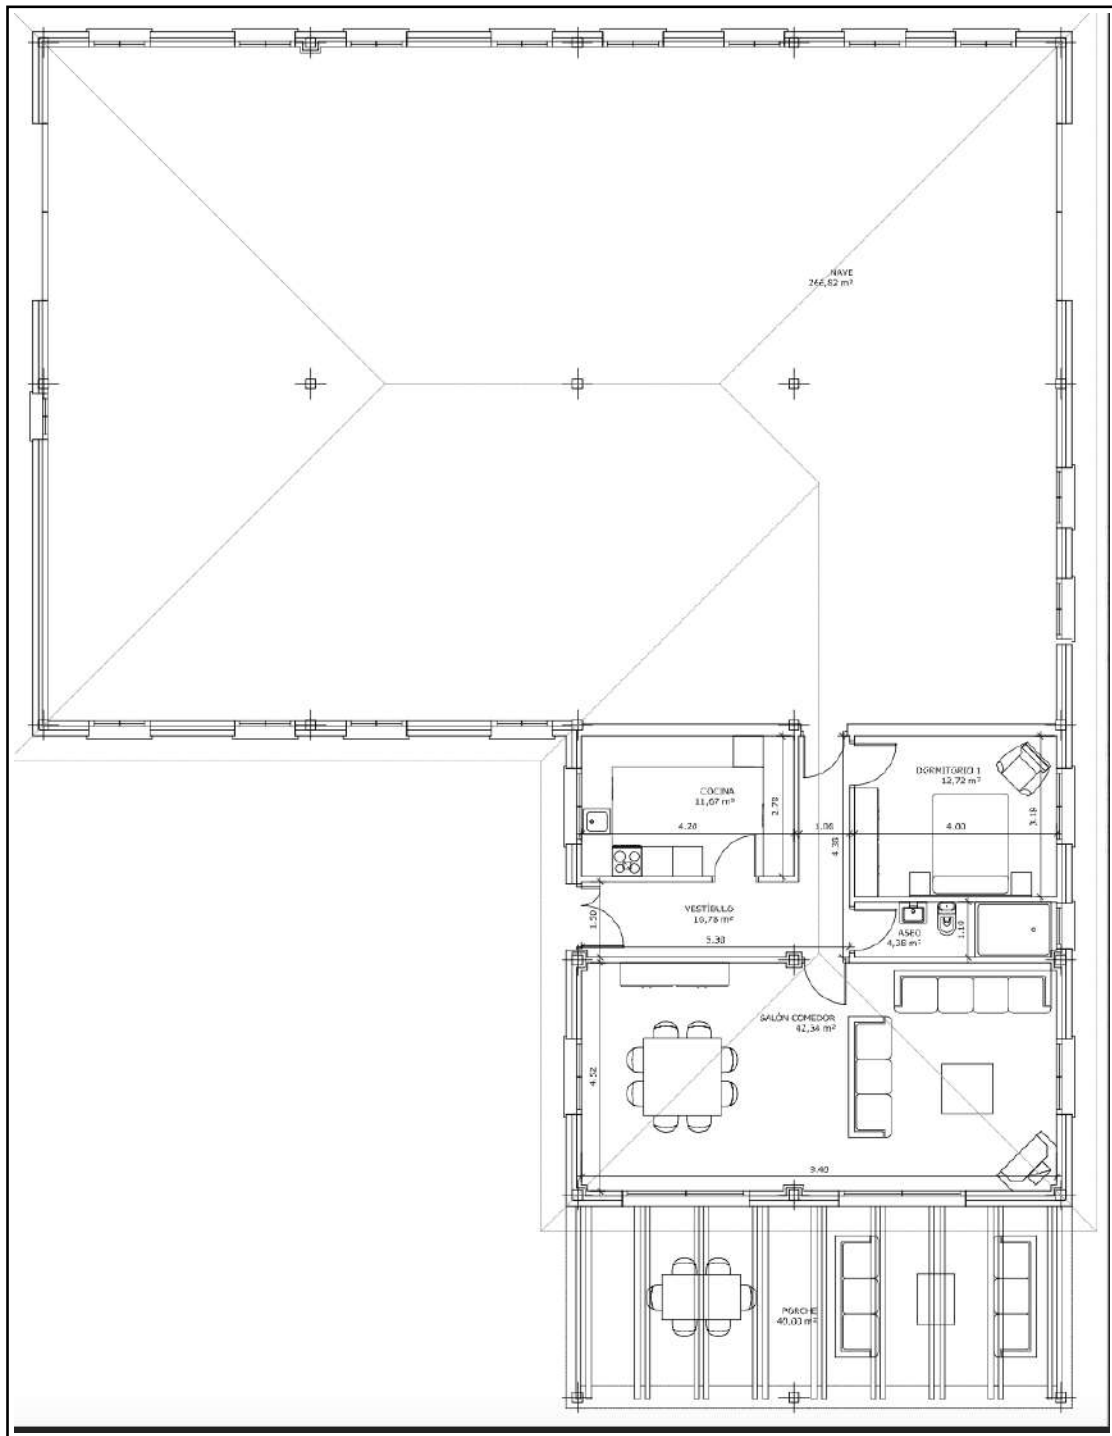 NAVE
266,82 m²
COCINA
11,67 m²
2.78
4.20
1.06
4.38
DORMITORIO 1
12,72 m²
3.18
4.00
VESTÍBULO
10,76 m²
1.50
5.30
ASEO
4,38 m²
1.10
SALÓN COMEDOR
42,34 m²
4.52
9.40
PORCHE
40,00 m²